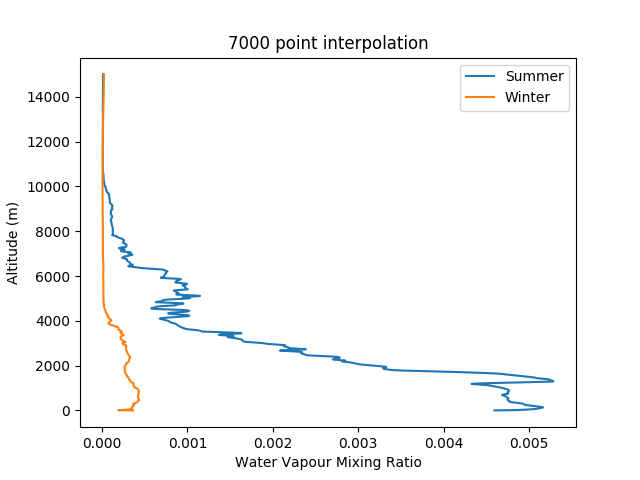 7000 point interpolation
Summer
Winter
14000
12000
10000
8000
6000
4000
2000
0
Altitude (m)
0.000 0.001 0.002 0.003 0.004 0.005
Water Vapour Mixing Ratio